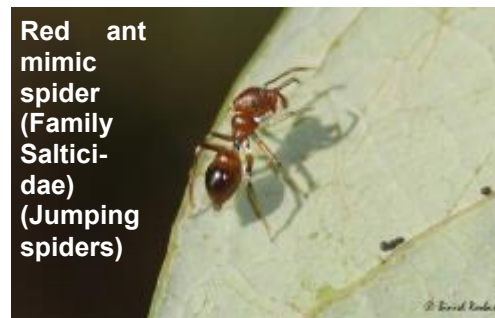 Red ant
mimic
spider
(Family
Saltici-
dae)
(Jumping
spiders)